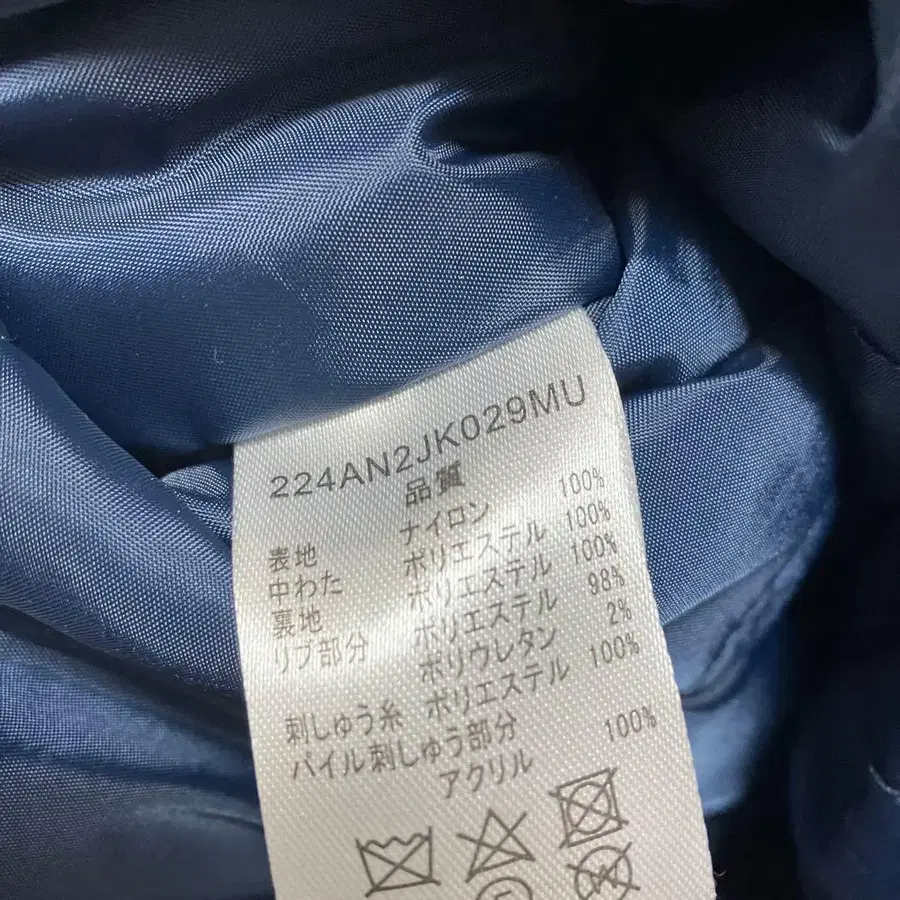 224AN2JK029MU
品質
表地 ナイロン 100%
中わた ポリエステル 100%
裏地 ポリエステル 100%
リブ部分 ポリエステル 98%
ポリウレタン 2%
刺しゅう糸 ポリエステル 100%
パイル刺しゅう部分
アクリル 100%